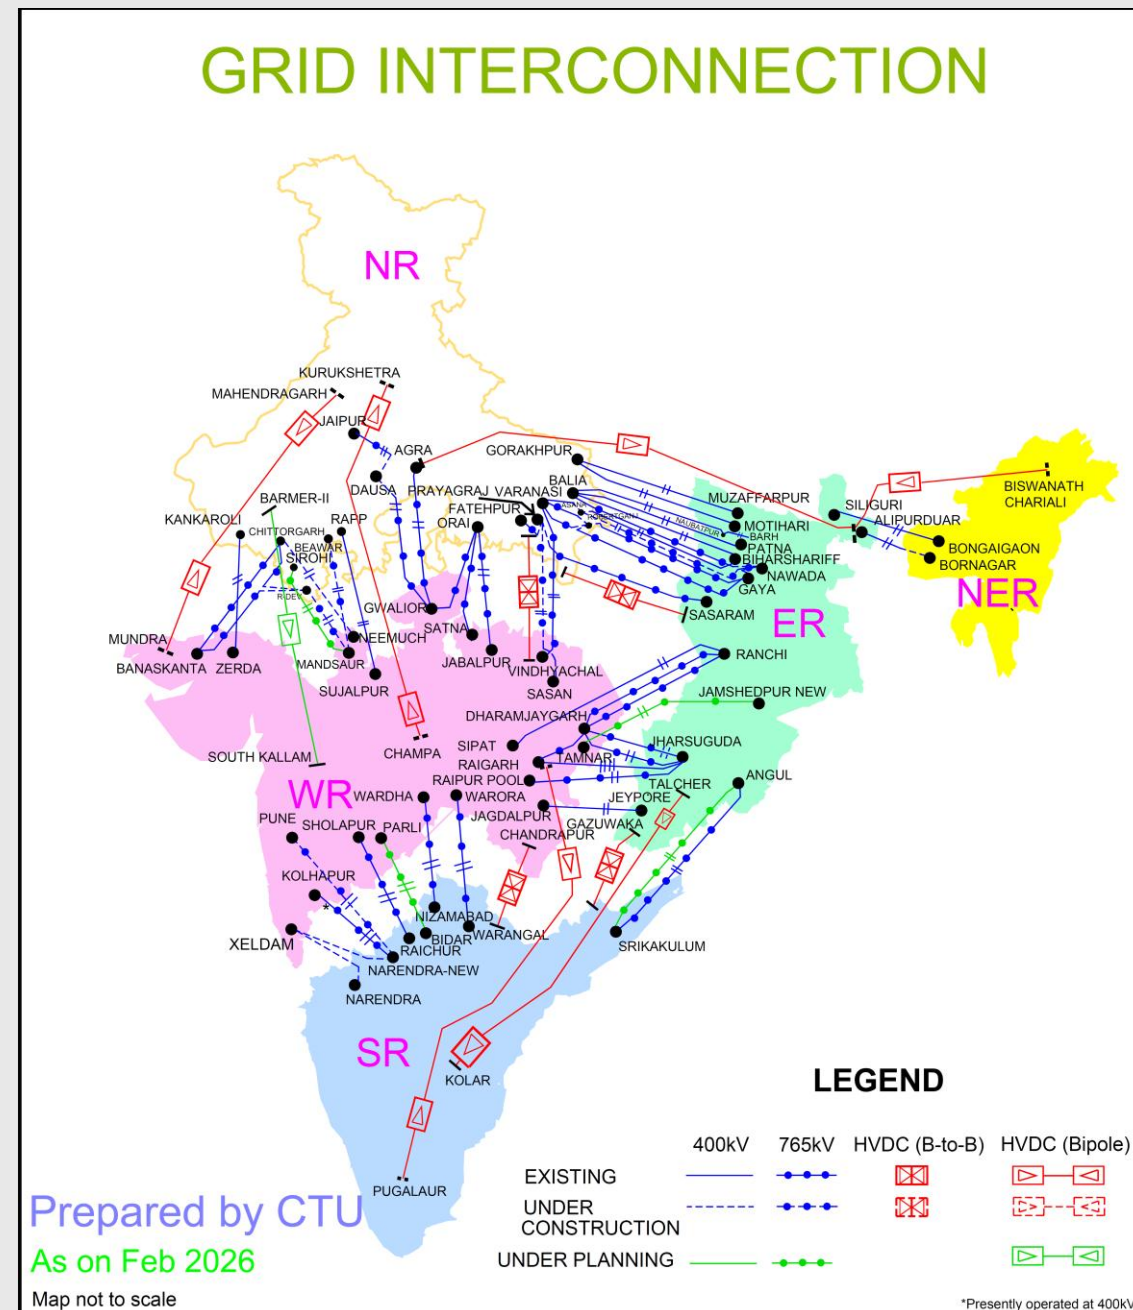 GRID INTERCONNECTION
NR
KURUKSHETRA
MAHENDRAGARH
JAIPUR
AGRA
GORAKHPUR
BISWANATH
CHARIALI
DAUSA
PRAYAGRAJ
VARANASI
BALIA
BARMER-II
FATEHPUR
MUZAFFARPUR
SILIGURI
KANKAROLI
RAPP
ORAI
NAUBATPUR
MOTIHARI
ALIPURDUAR
CHITTORGARH
BARH
BEAWAR
PATNA
BONGAIGAON
SIROHI
BIHARSHARIFF
BORNAGAR
NAWADA
GAYA
NER
GWALIOR
SASARAM
ER
SATNA
MUNDRA
NEEMUCH
BANASKANTA
ZERDA
MANDSAUR
JABALPUR
VINDHYACHAL
RANCHI
SUJALPUR
SASAN
JAMSHEDPUR NEW
DHARAMJAYGARH
SOUTH KALLAM
CHAMPA
SIPAT
TAMNAR
JHARSUGUDA
RAIGARH
WR
RAIPUR POOL
TALCHER
ANGUL
WARDHA
WARORA
JEYPORE
PUNE
SHOLAPUR
PARLI
JAGDALPUR
GAZUWAKA
CHANDRAPUR
KOLHAPUR
*
NIZAMABAD
XELDAM
BIDAR
WARANGAL
SRIKAKULUM
RAICHUR
NARENDRA-NEW
NARENDRA
SR
KOLAR
PUGALAUR
LEGEND
400kV 765kV HVDC (B-to-B) HVDC (Bipole)
EXISTING
UNDER
CONSTRUCTION
UNDER PLANNING
Prepared by CTU
As on Feb 2026
Map not to scale
*Presently operated at 400kV